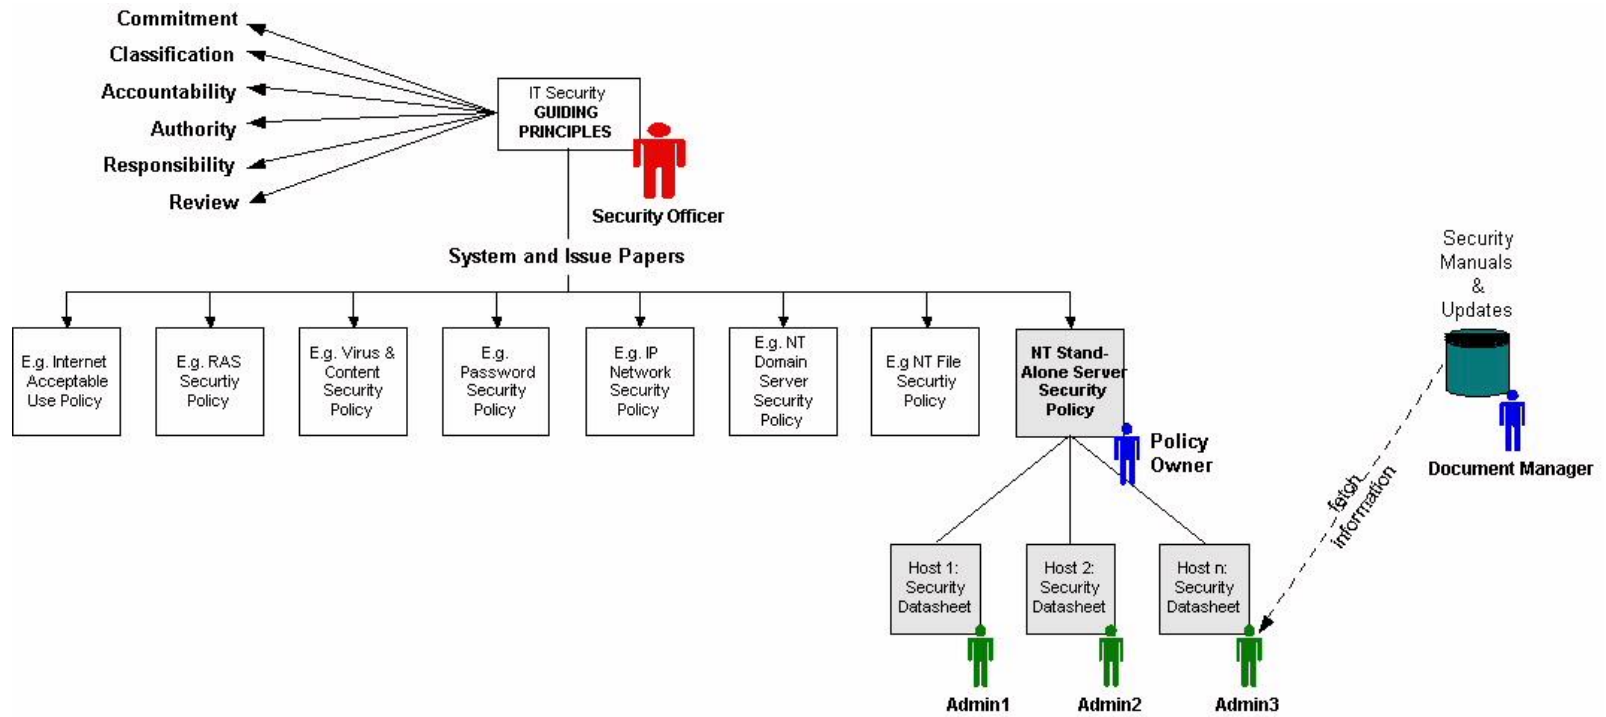 Commitment
Classification
Accountability
Authority
Responsibility
Review
IT Security
GUIDING
PRINCIPLES
Security Officer
System and Issue Papers
E.g. Internet
Acceptable
Use Policy
E.g. RAS
Securtiy
Policy
E.g. Virus &
Content
Security
Policy
E.g.
Password
Security
Policy
E.g. IP
Network
Security
Policy
E.g. NT
Domain
Server
Security
Policy
E.g NT File
Securtiy
Policy
NT Stand-
Alone Server
Security
Policy
Policy
Owner
Security
Manuals
&
Updates
Document Manager
fetch
information
Host 1:
Security
Datasheet
Host 2:
Security
Datasheet
Host n:
Security
Datasheet
Admin1
Admin2
Admin3